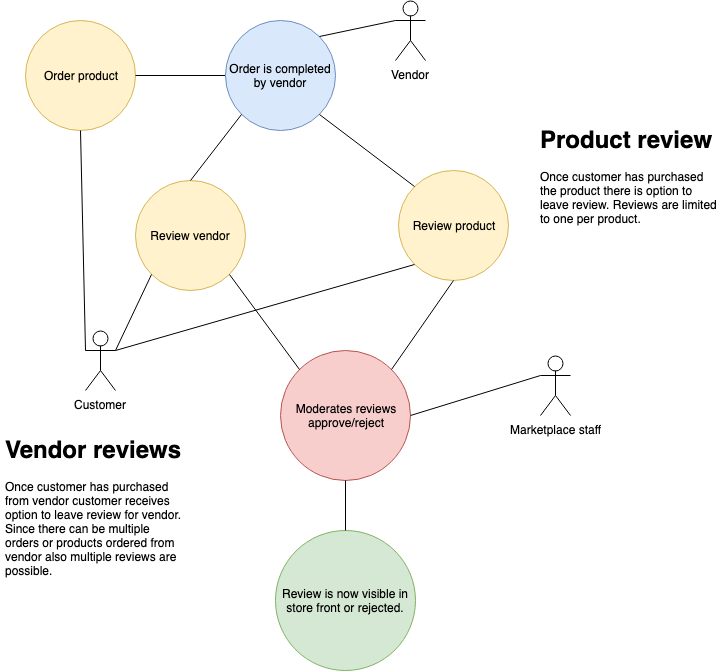 Order product
Order is completed
by vendor
Vendor
Product review
Once customer has purchased
the product there is option to
leave review. Reviews are limited
to one per product.
Review vendor
Review product
Customer
Moderates reviews
approve/reject
Marketplace staff
Vendor reviews
Once customer has purchased
from vendor customer receives
option to leave review for vendor.
Since there can be multiple
orders or products ordered from
vendor also multiple reviews are
possible.
Review is now visible in
store front or rejected.